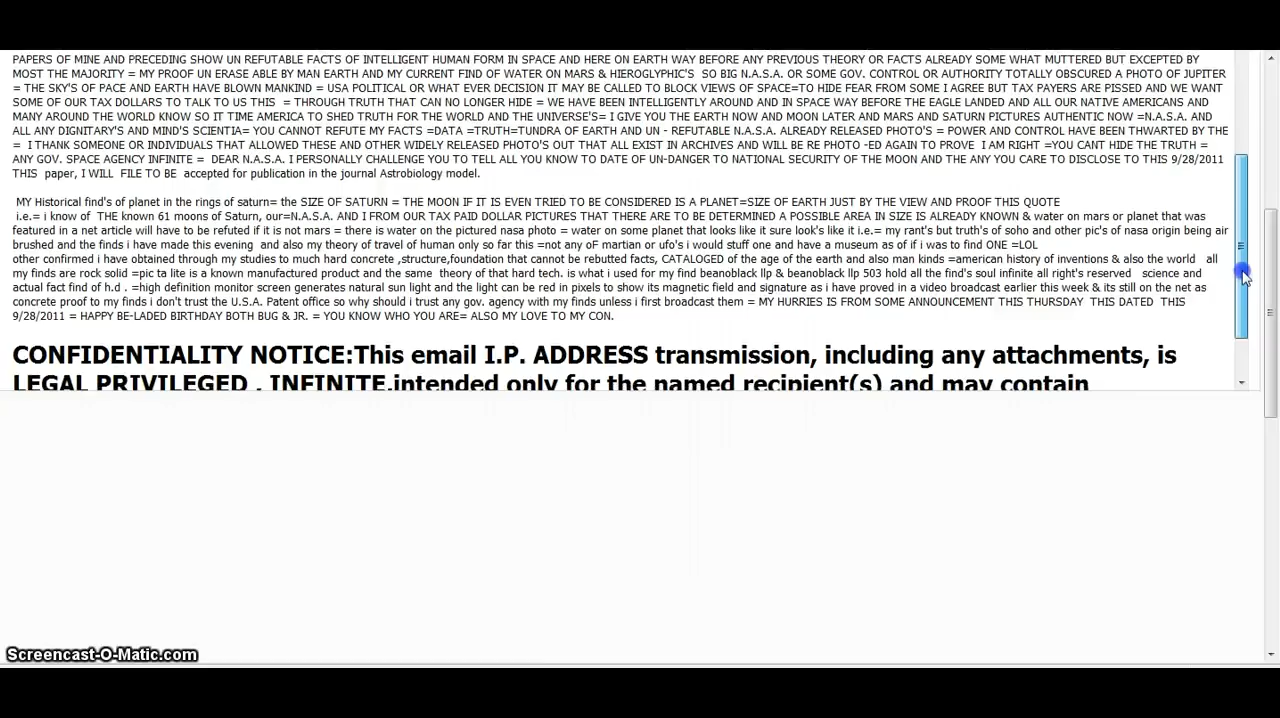 PAPERS OF MINE AND PRECEDING SHOW UN REFUTABLE FACTS OF INTELLIGENT HUMAN FORM IN SPACE AND HERE ON EARTH WAY BEFORE ANY PREVIOUS THEORY OR FACTS ALREADY SOME WHAT MUTTERED BUT EXCEPTED BY
MOST THE MAJORITY = MY PROOF UN ERASE ABLE BY MAN EARTH AND MY CURRENT FIND OF WATER ON MARS & HIEROGLYPHIC'S  SO BIG N.A.S.A. OR SOME GOV. CONTROL OR AUTHORITY TOTALLY OBSCURED A PHOTO OF JUPITER
= THE SKY'S OF PACE AND EARTH HAVE BLOWN MANKIND = USA POLITICAL OR WHAT EVER DECISION IT MAY BE CALLED TO BLOCK VIEWS OF SPACE=TO HIDE FEAR FROM SOME I AGREE BUT TAX PAYERS ARE PISSED AND WE WANT
SOME OF OUR TAX DOLLARS TO TALK TO US THIS  = THROUGH TRUTH THAT CAN NO LONGER HIDE = WE HAVE BEEN INTELLIGENTLY AROUND AND IN SPACE WAY BEFORE THE EAGLE LANDED AND ALL OUR NATIVE AMERICANS AND
MANY AROUND THE WORLD KNOW SO IT TIME AMERICA TO SHED TRUTH FOR THE WORLD AND THE UNIVERSE'S= I GIVE YOU THE EARTH NOW AND MOON LATER AND MARS AND SATURN PICTURES AUTHENTIC NOW =N.A.S.A. AND
ALL ANY DIGNITARY'S AND MIND'S SCIENTIA= YOU CANNOT REFUTE MY FACTS =DATA =TRUTH=TUNDRA OF EARTH AND UN - REFUTABLE N.A.S.A. ALREADY RELEASED PHOTO'S = POWER AND CONTROL HAVE BEEN THWARTED BY THE
=  I THANK SOMEONE OR INDIVIDUALS THAT ALLOWED THESE AND OTHER WIDELY RELEASED PHOTO'S OUT THAT ALL EXIST IN ARCHIVES AND WILL BE RE PHOTO -ED AGAIN TO PROVE  I AM RIGHT =YOU CANT HIDE THE TRUTH =
ANY GOV. SPACE AGENCY INFINITE =  DEAR N.A.S.A. I PERSONALLY CHALLENGE YOU TO TELL ALL YOU KNOW TO DATE OF UN-DANGER TO NATIONAL SECURITY OF THE MOON AND THE ANY YOU CARE TO DISCLOSE TO THIS 9/28/2011
THIS  paper, I WILL  FILE TO BE  accepted for publication in the journal Astrobiology model.
MY Historical find's of planet in the rings of saturn= the SIZE OF SATURN = THE MOON IF IT IS EVEN TRIED TO BE CONSIDERED IS A PLANET=SIZE OF EARTH JUST BY THE VIEW AND PROOF THIS QUOTE
i.e.= i know of  THE known 61 moons of Saturn, our=N.A.S.A. AND I FROM OUR TAX PAID DOLLAR PICTURES THAT THERE ARE TO BE DETERMINED A POSSIBLE AREA IN SIZE IS ALREADY KNOWN & water on mars or planet that was
featured in a net article will have to be refuted if it is not mars = there is water on the pictured nasa photo = water on some planet that looks like it sure look's like it i.e.= my rant's but truth's of soho and other pic's of nasa origin being air
brushed and the finds i have made this evening  and also my theory of travel of human only so far this =not any oF martian or ufo's i would stuff one and have a museum as of if i was to find ONE =LOL
other confirmed i have obtained through my studies to much hard concrete ,structure,foundation that cannot be rebutted facts, CATALOGED of the age of the earth and also man kinds =american history of inventions & also the world   all
my finds are rock solid =pic ta lite is a known manufactured product and the same  theory of that hard tech. is what i used for my find beanoblack llp & beanoblack llp 503 hold all the find's soul infinite all right's reserved   science and
actual fact find of h.d . =high definition monitor screen generates natural sun light and the light can be red in pixels to show its magnetic field and signature as i have proved in a video broadcast earlier this week & its still on the net as
concrete proof to my finds i don't trust the U.S.A. Patent office so why should i trust any gov. agency with my finds unless i first broadcast them = MY HURRIES IS FROM SOME ANNOUNCEMENT THIS THURSDAY  THIS DATED  THIS
9/28/2011 = HAPPY BE-LADED BIRTHDAY BOTH BUG & JR. = YOU KNOW WHO YOU ARE= ALSO MY LOVE TO MY CON.
CONFIDENTIALITY NOTICE:This email I.P. ADDRESS transmission, including any attachments, is
LEGAL PRIVILEGED , INFINITE,intended only for the named recipient(s) and may contain
Screencast-O-Matic.com